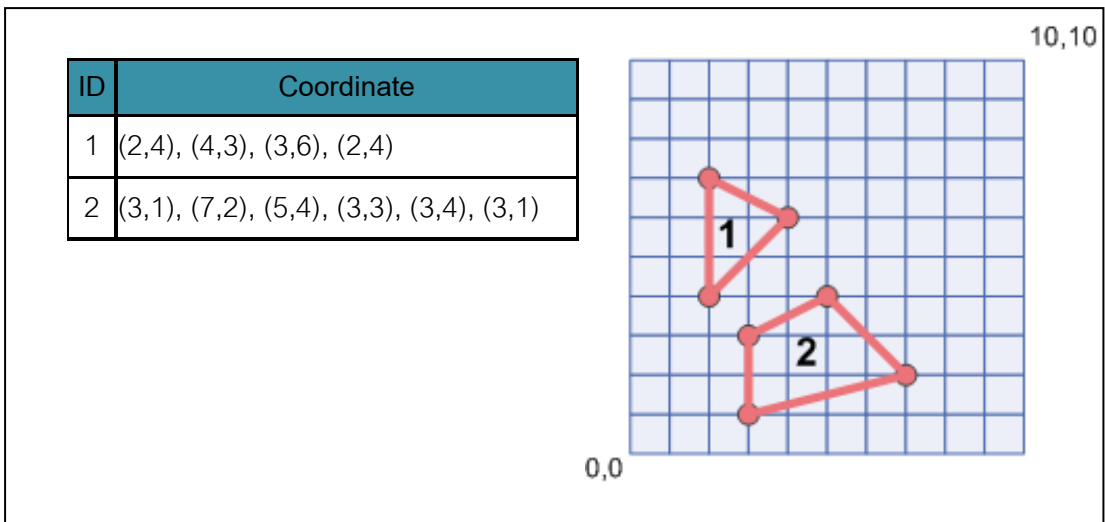 10,10
ID Coordinate
1 (2,4), (4,3), (3,6), (2,4)
2 (3,1), (7,2), (5,4), (3,3), (3,4), (3,1)
1
2
0,0